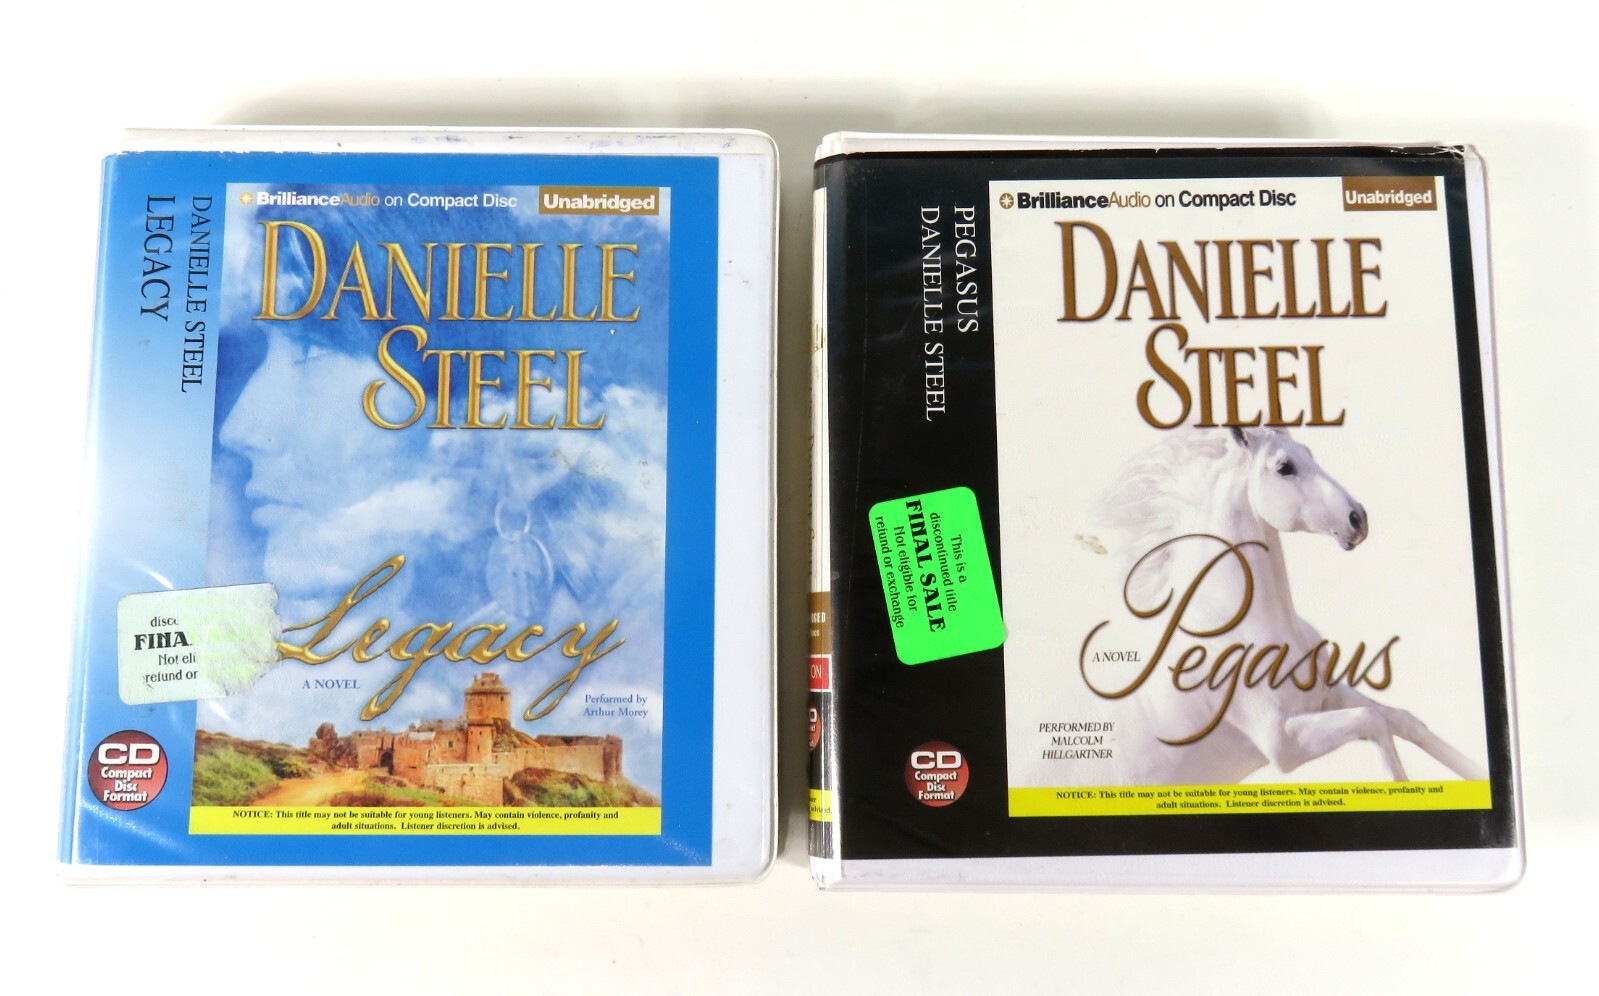 DANIELLE STEEL
LEGACY
BrillianceAudio on Compact Disc
Unabridged
DANIELLE
STEEL
Legacy
A NOVEL
Performed by
Arthur Morey
FINA
Not
refund or
CD
Compact
Disc
Format
NOTICE: This title may not be suitable for young listeners. May contain violence, profanity and
adult situations. Listener discretion is advised.
PEGASUS
DANIELLE STEEL
BrillianceAudio on Compact Disc
Unabridged
DANIELLE
STEEL
Pegasus
A NOVEL
PERFORMED BY
MALCOLM
HILLGARTNER
This is a
discontinued title
FINAL SALE
Not eligible for
refund or exchange
CD
Compact
Disc
Format
NOTICE: This title may not be suitable for young listeners. May contain violence, profanity and
adult situations. Listener discretion is advised.